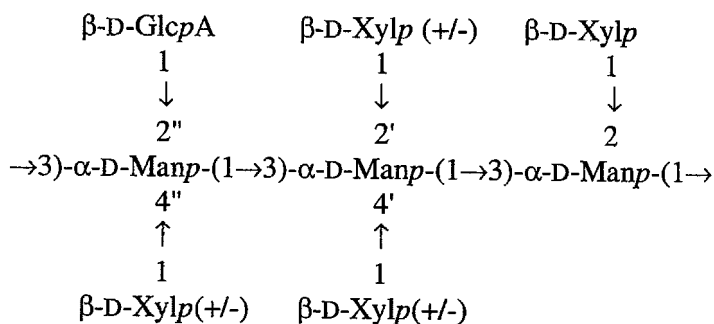 β-D-GlcpA β-D-Xylp (+/-) β-D-Xylp
1 1 1
↓ ↓ ↓
2" 2' 2
→3)-α-D-Manp-(1→3)-α-D-Manp-(1→3)-α-D-Manp-(1→
4" 4'
↑ ↑
1 1
β-D-Xylp(+/-) β-D-Xylp(+/-)